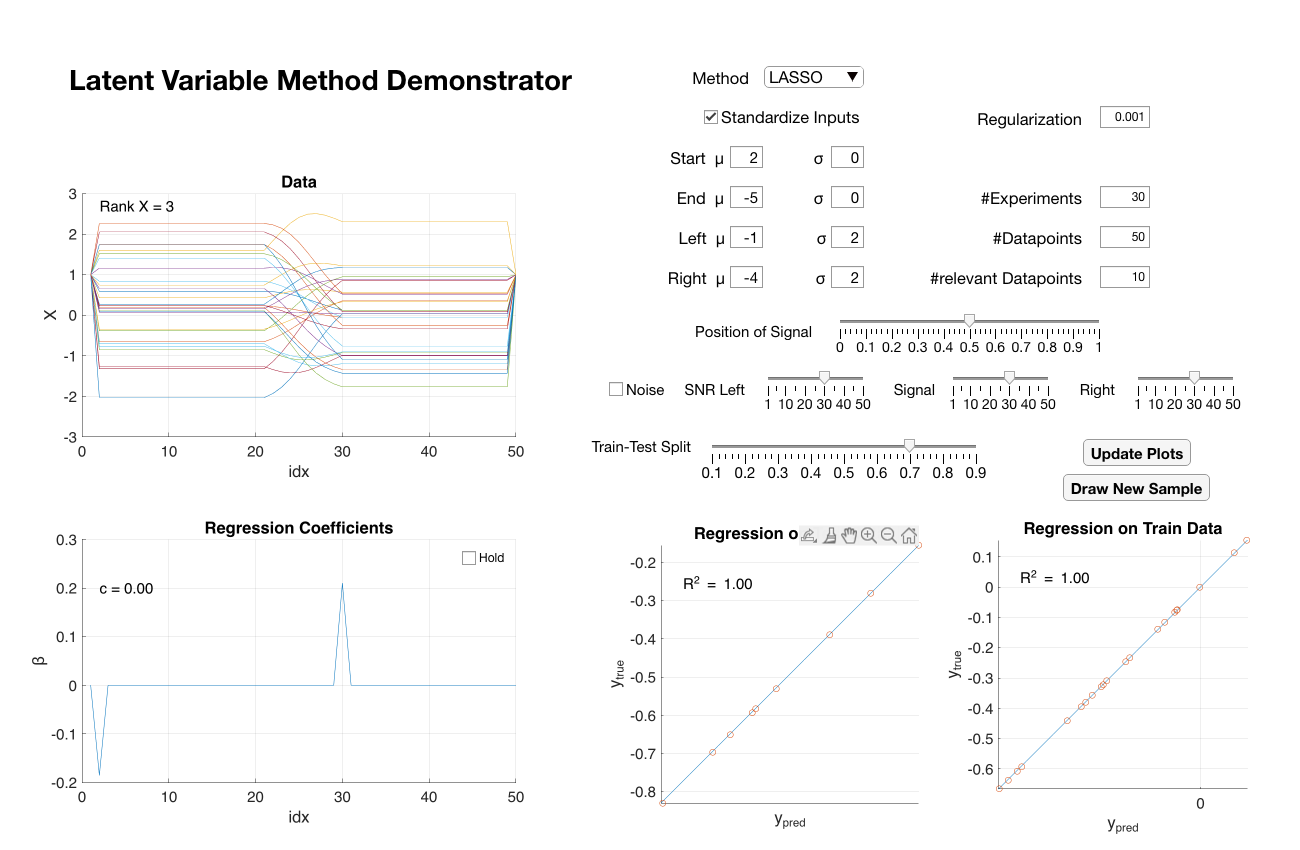 Latent Variable Method Demonstrator
Method LASSO
Standardize Inputs
Regularization 0.001
Start μ 2 σ 0
End μ -5 σ 0
#Experiments 30
Left μ -1 σ 2
#Datapoints 50
Right μ -4 σ 2
#relevant Datapoints 10
Position of Signal
0 0.1 0.2 0.3 0.4 0.5 0.6 0.7 0.8 0.9 1
Noise
SNR Left
1 10 20 30 40 50
Signal
1 10 20 30 40 50
Right
1 10 20 30 40 50
Train-Test Split
0.1 0.2 0.3 0.4 0.5 0.6 0.7 0.8 0.9
Update Plots
Draw New Sample
Data
Rank X = 3
3
2
1
0
-1
-2
-3
X
0 10 20 30 40 50
idx
Regression Coefficients
Hold
c = 0.00
0.3
0.2
0.1
0
-0.1
-0.2
β
0 10 20 30 40 50
idx
Regression o
R² = 1.00
-0.2
-0.3
-0.4
-0.5
-0.6
-0.7
-0.8
ytrue
ypred
Regression on Train Data
R² = 1.00
0.1
0
-0.1
-0.2
-0.3
-0.4
-0.5
-0.6
ytrue
0
ypred